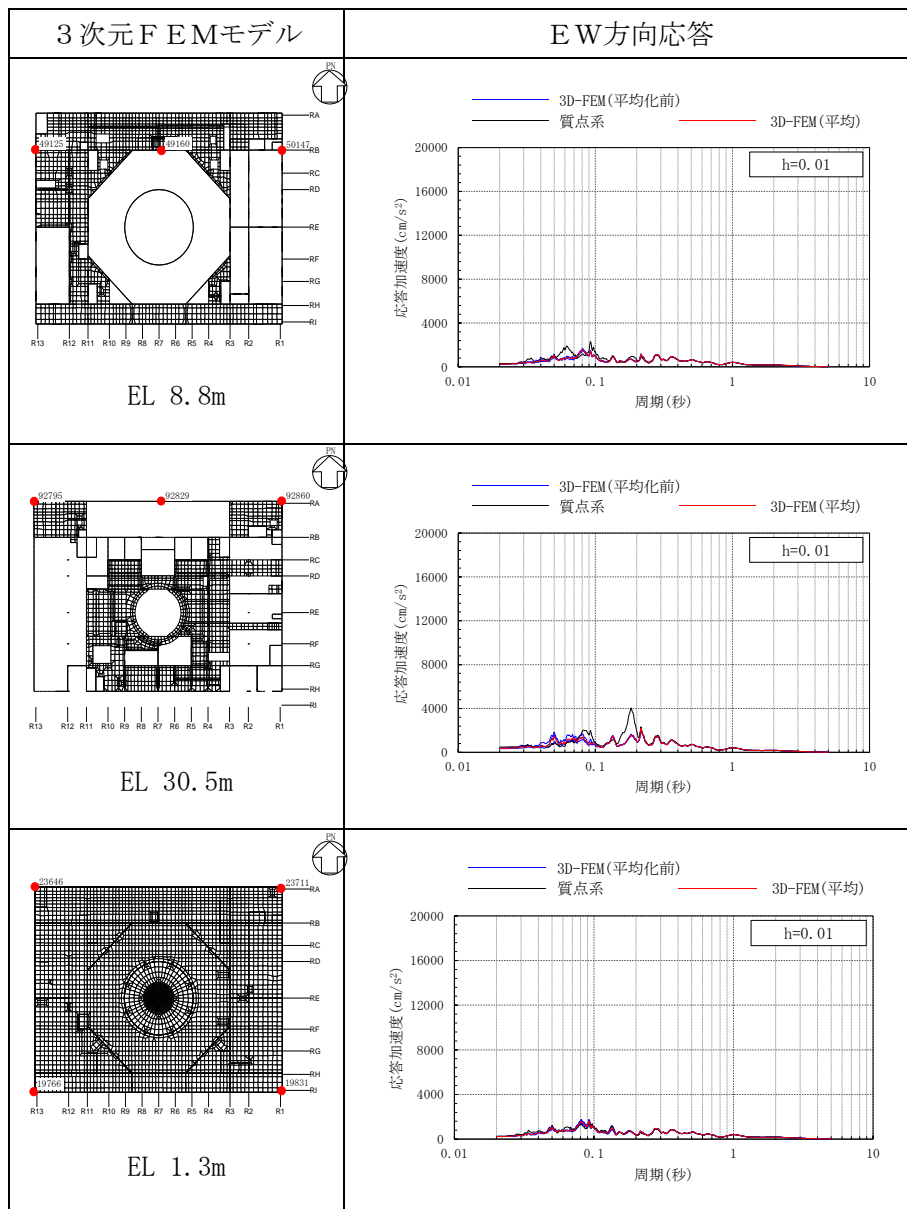 ３次元ＦＥＭモデル
ＥＷ方向応答
PN
49125
49160
50147
RA
RB
RC
RD
RE
RF
RG
RH
RI
R13 R12 R11 R10 R9 R8 R7 R6 R5 R4 R3 R2 R1
EL 8.8m
3D-FEM(平均化前)
質点系 3D-FEM(平均)
h=0.01
応答加速度(cm/s²)
20000
16000
12000
8000
4000
0
0.01 0.1 1 10
周期(秒)
PN
92795
92829
92860
RA
RB
RC
RD
RE
RF
RG
RH
RI
R13 R12 R11 R10 R9 R8 R7 R6 R5 R4 R3 R2 R1
EL 30.5m
3D-FEM(平均化前)
質点系 3D-FEM(平均)
h=0.01
応答加速度(cm/s²)
20000
16000
12000
8000
4000
0
0.01 0.1 1 10
周期(秒)
PN
23646
23711
RA
RB
RC
RD
RE
RF
RG
RH
RI
19766
19831
R13 R12 R11 R10 R9 R8 R7 R6 R5 R4 R3 R2 R1
EL 1.3m
3D-FEM(平均化前)
質点系 3D-FEM(平均)
h=0.01
応答加速度(cm/s²)
20000
16000
12000
8000
4000
0
0.01 0.1 1 10
周期(秒)